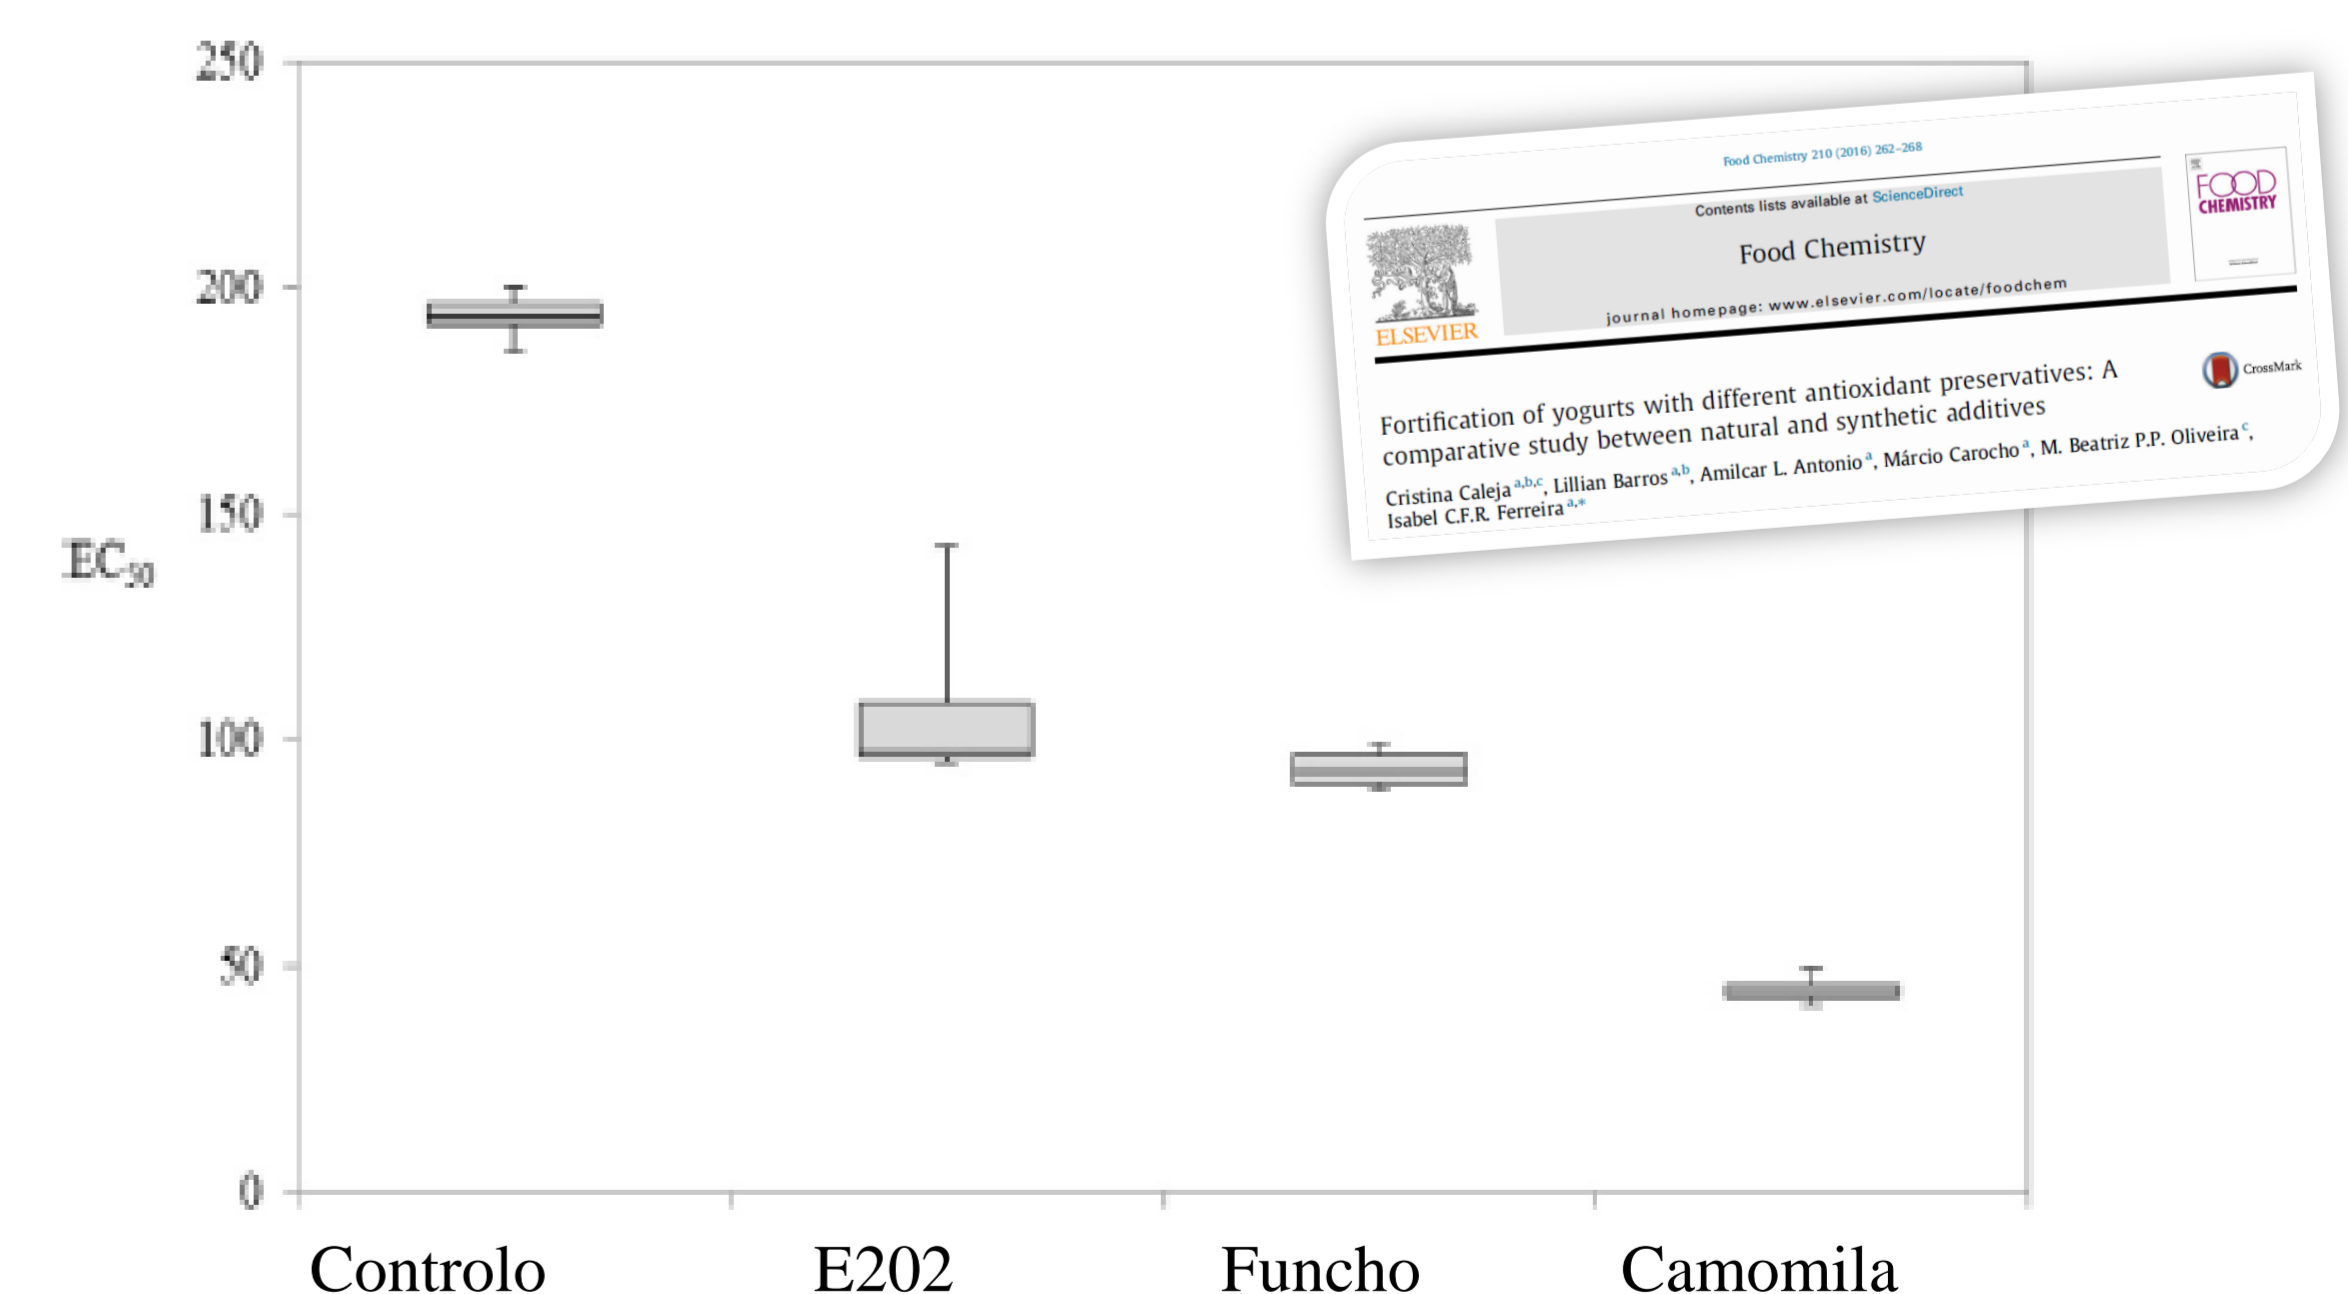 250
200
150
100
50
0
EC50
Controlo
E202
Funcho
Camomila
Food Chemistry 210 (2016) 262–268
Contents lists available at ScienceDirect
Food Chemistry
journal homepage: www.elsevier.com/locate/foodchem
ELSEVIER
FOOD
CHEMISTRY
CrossMark
Fortification of yogurts with different antioxidant preservatives: A
comparative study between natural and synthetic additives
Cristina Caleja a,b,c, Lillian Barros a,b, Amilcar L. Antonio a, Márcio Carocho a, M. Beatriz P.P. Oliveira c,
Isabel C.F.R. Ferreira a,*